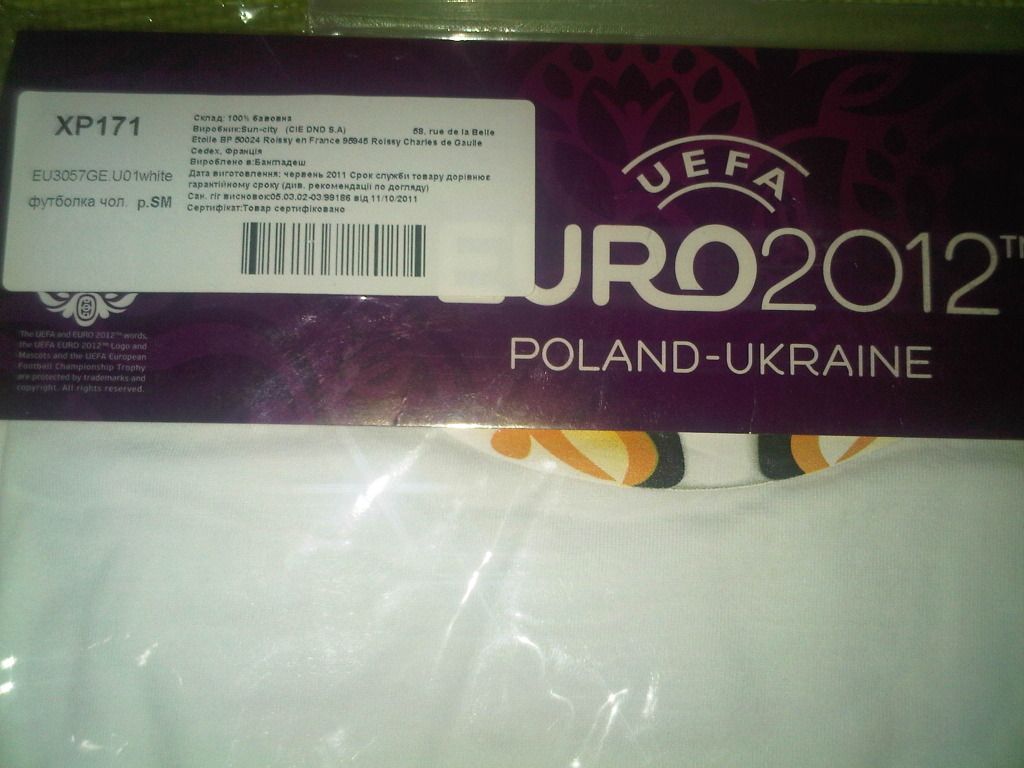 XP171
EU3057GE.U01white
футболка чол. р.SM
Склад: 100% бавовна
Виробник:Sun-city (CIE DND S.A) 58, rue de la Belle
Etoile BP 50024 Roissy en France 95945 Roissy Charles de Gaulle
Cedex, Франція
Вироблено в:Бангладеш
Дата виготовлення: червень 2011 Срок служби товару дорівнює
гарантійному сроку (див. рекомендації по догляду)
Сан. гіг висновок:05.03.02-03/99186 від 11/10/2011
Сертифікат:Товар сертифіковано
UEFA
EURO2012™
POLAND-UKRAINE
The UEFA and EURO 2012™ words,
the UEFA EURO 2012™ Logo and
Mascots and the UEFA European
Football Championship Trophy
are protected by trademarks and
copyright. All rights reserved.